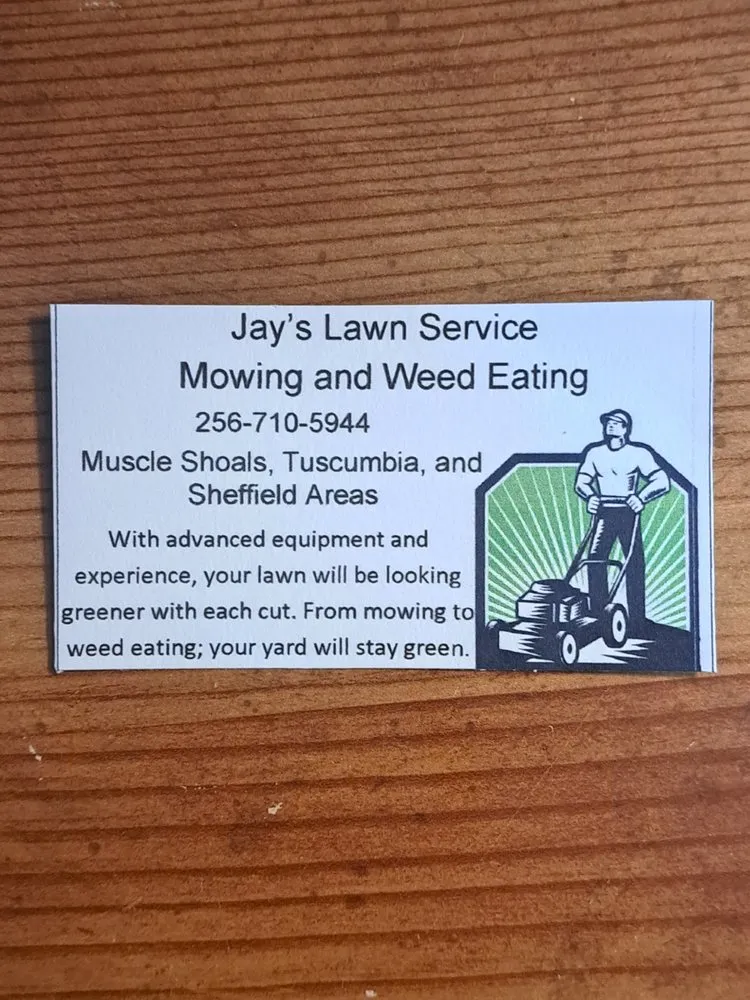 Jay's Lawn Service
Mowing and Weed Eating
256-710-5944
Muscle Shoals, Tuscumbia, and
Sheffield Areas
With advanced equipment and
experience, your lawn will be looking
greener with each cut. From mowing to
weed eating; your yard will stay green.